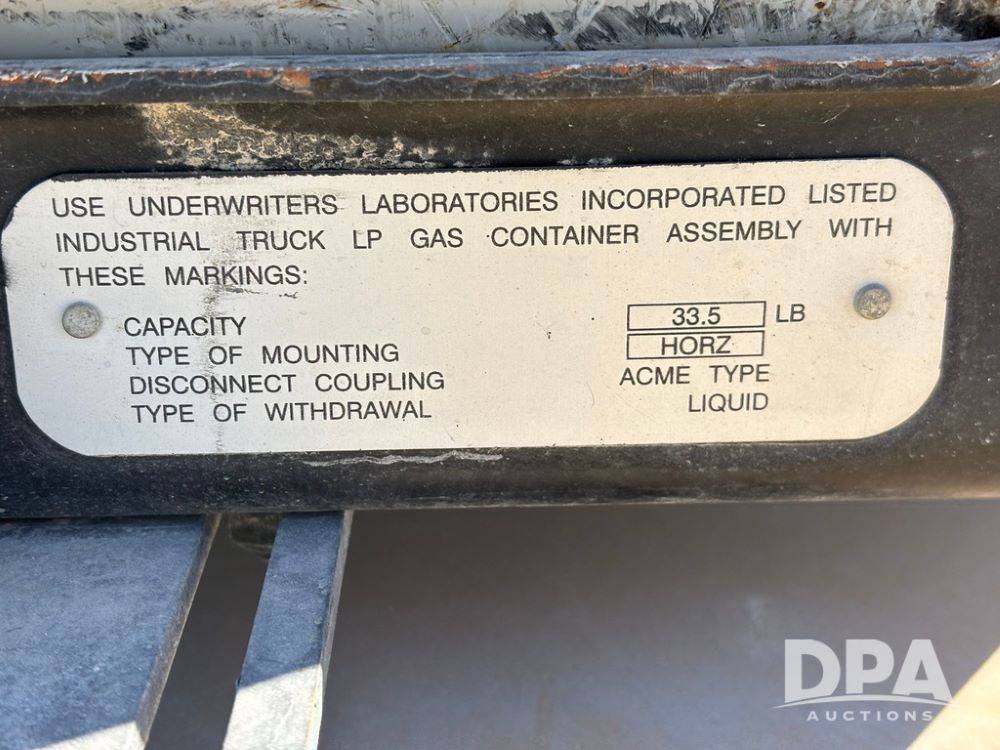 USE UNDERWRITERS LABORATORIES INCORPORATED LISTED
INDUSTRIAL TRUCK LP GAS CONTAINER ASSEMBLY WITH
THESE MARKINGS:
CAPACITY 33.5 LB
TYPE OF MOUNTING HORZ
DISCONNECT COUPLING ACME TYPE
TYPE OF WITHDRAWAL LIQUID
DPA
AUCTIONS